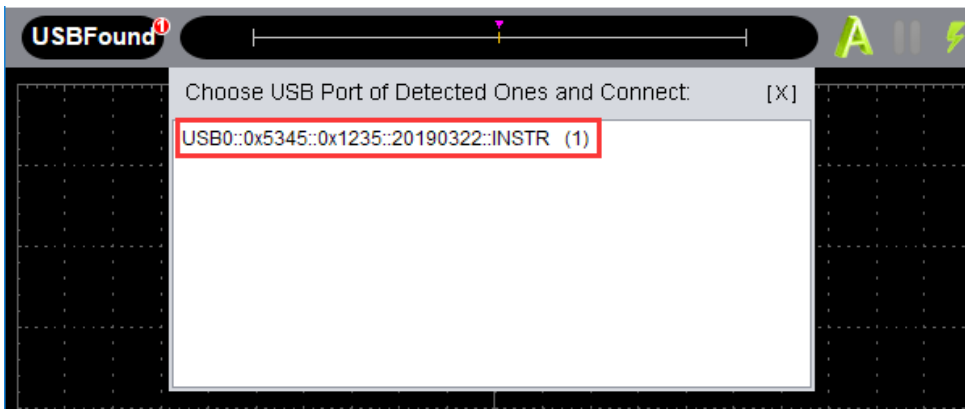 USBFound 1
A
Choose USB Port of Detected Ones and Connect: [X]
USB0::0x5345::0x1235::20190322::INSTR (1)